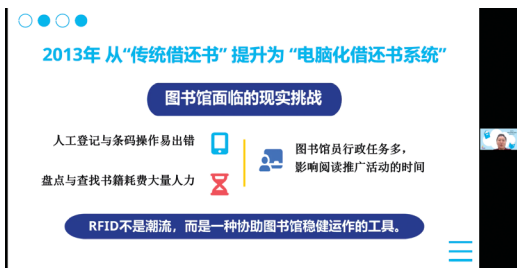 2013年 从“传统借还书” 提升为 “电脑化借还书系统”
图书馆面临的现实挑战
人工登记与条码操作易出错
盘点与查找书籍耗费大量人力
图书馆员行政任务多，
影响阅读推广活动的时间
RFID不是潮流，而是一种协助图书馆稳健运作的工具。